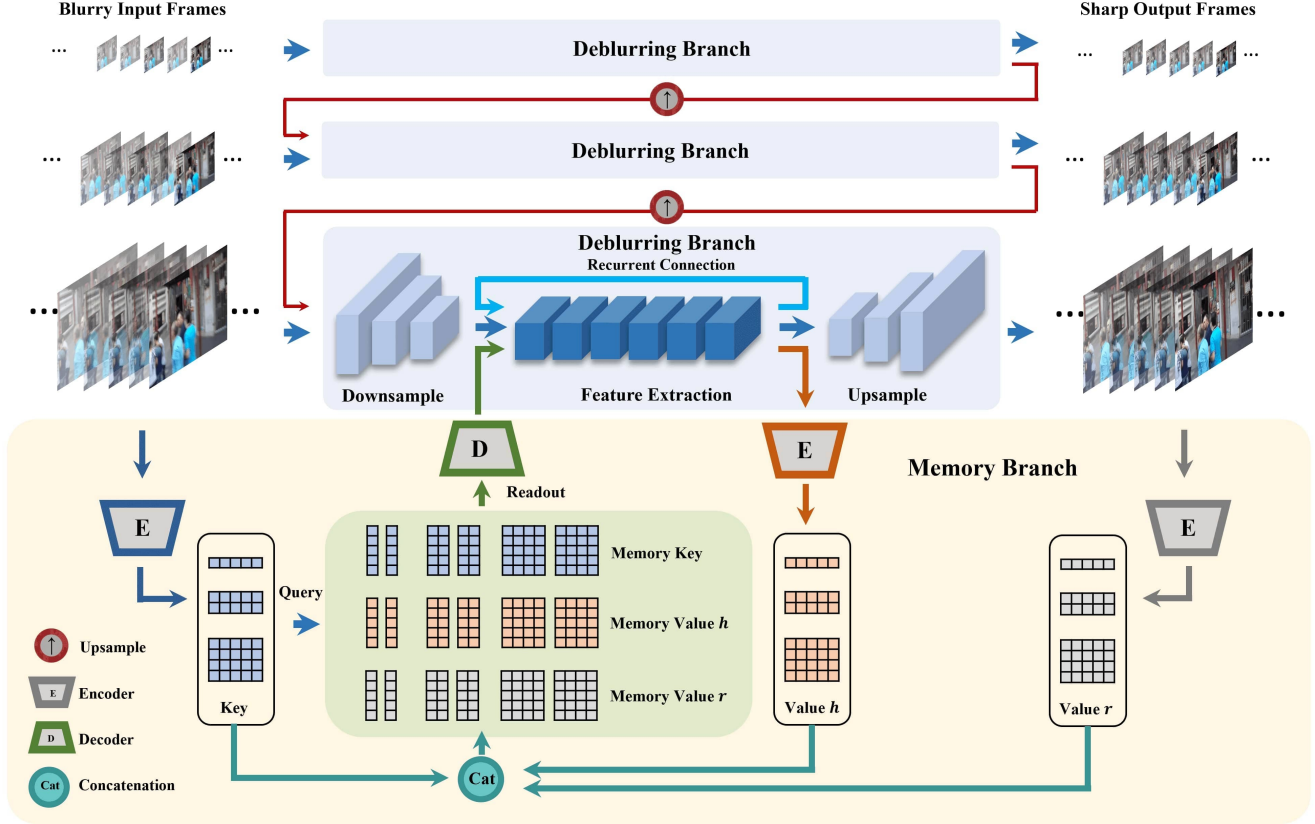 Blurry Input Frames
Sharp Output Frames
... ...
Deblurring Branch
... ...
↑
... ...
Deblurring Branch
... ...
↑
Deblurring Branch
Recurrent Connection
... ...
... ...
Downsample
Feature Extraction
Upsample
D
E
Memory Branch
E
Readout
E
Memory Key
Query
Memory Value h
↑ Upsample
E Encoder
Memory Value r
Key
Value h
Value r
D Decoder
Cat
Cat Concatenation